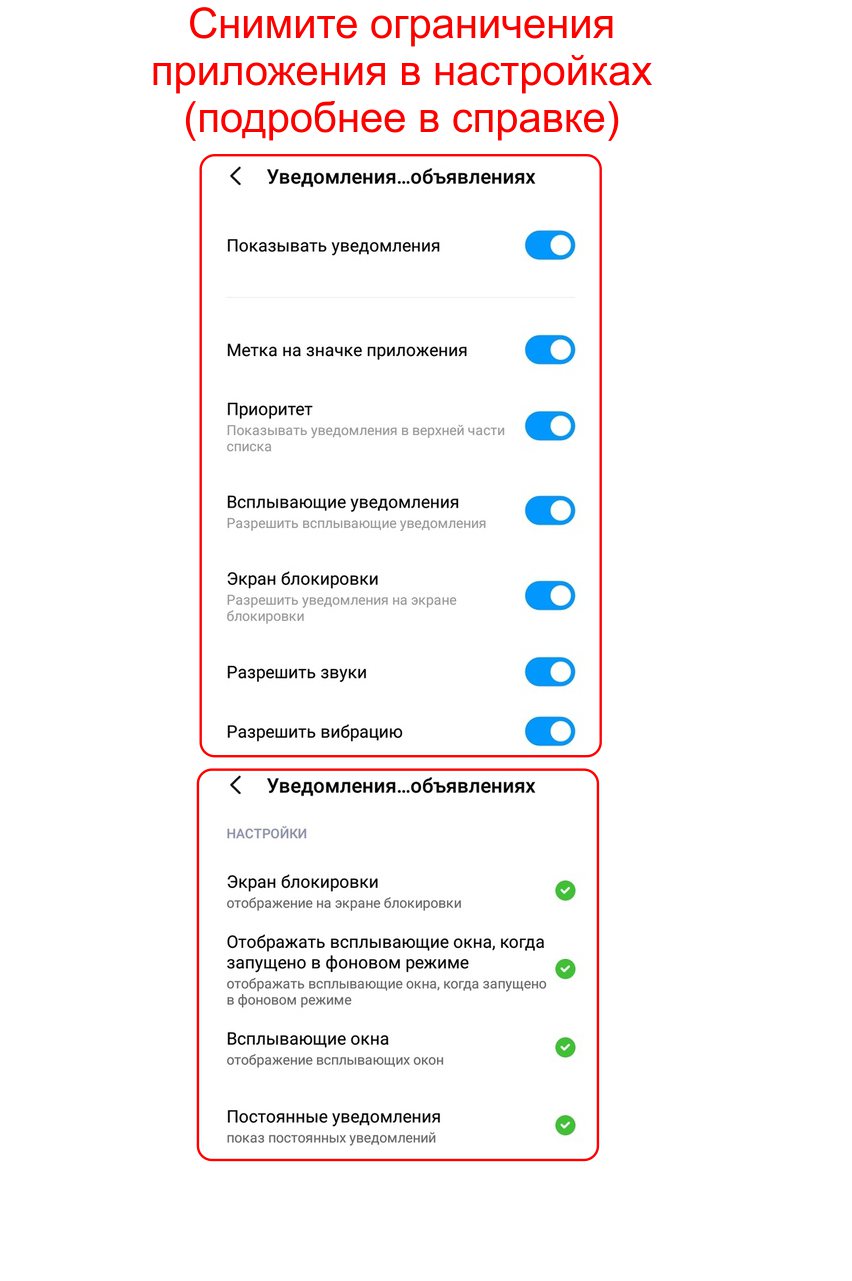 Снимите ограничения
приложения в настройках
(подробнее в справке)
Уведомления...объявлениях
Показывать уведомления
Метка на значке приложения
Приоритет
Показывать уведомления в верхней части
списка
Всплывающие уведомления
Разрешить всплывающие уведомления
Экран блокировки
Разрешить уведомления на экране
блокировки
Разрешить звуки
Разрешить вибрацию
Уведомления...объявлениях
НАСТРОЙКИ
Экран блокировки
отображение на экране блокировки
Отображать всплывающие окна, когда
запущено в фоновом режиме
отображать всплывающие окна, когда запущено
в фоновом режиме
Всплывающие окна
отображение всплывающих окон
Постоянные уведомления
показ постоянных уведомлений